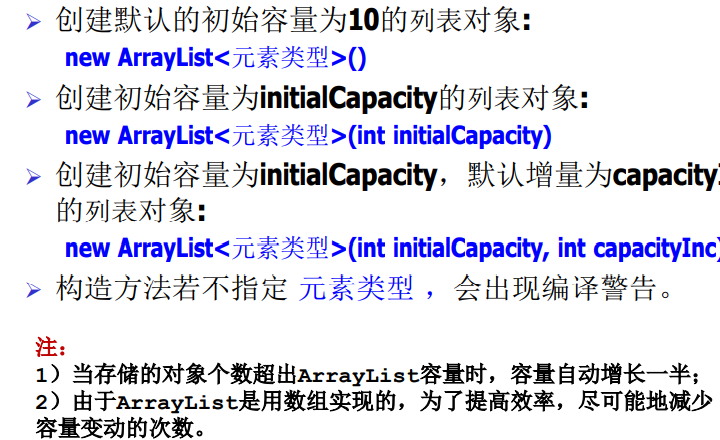 创建默认的初始容量为10的列表对象:
new ArrayList<元素类型>()
创建初始容量为initialCapacity的列表对象:
new ArrayList<元素类型>(int initialCapacity)
创建初始容量为initialCapacity，默认增量为capacityI
的列表对象:
new ArrayList<元素类型>(int initialCapacity, int capacityInc)
构造方法若不指定 元素类型 ，会出现编译警告。
注:
1）当存储的对象个数超出ArrayList容量时，容量自动增长一半;
2）由于ArrayList是用数组实现的，为了提高效率，尽可能地减少
容量变动的次数。